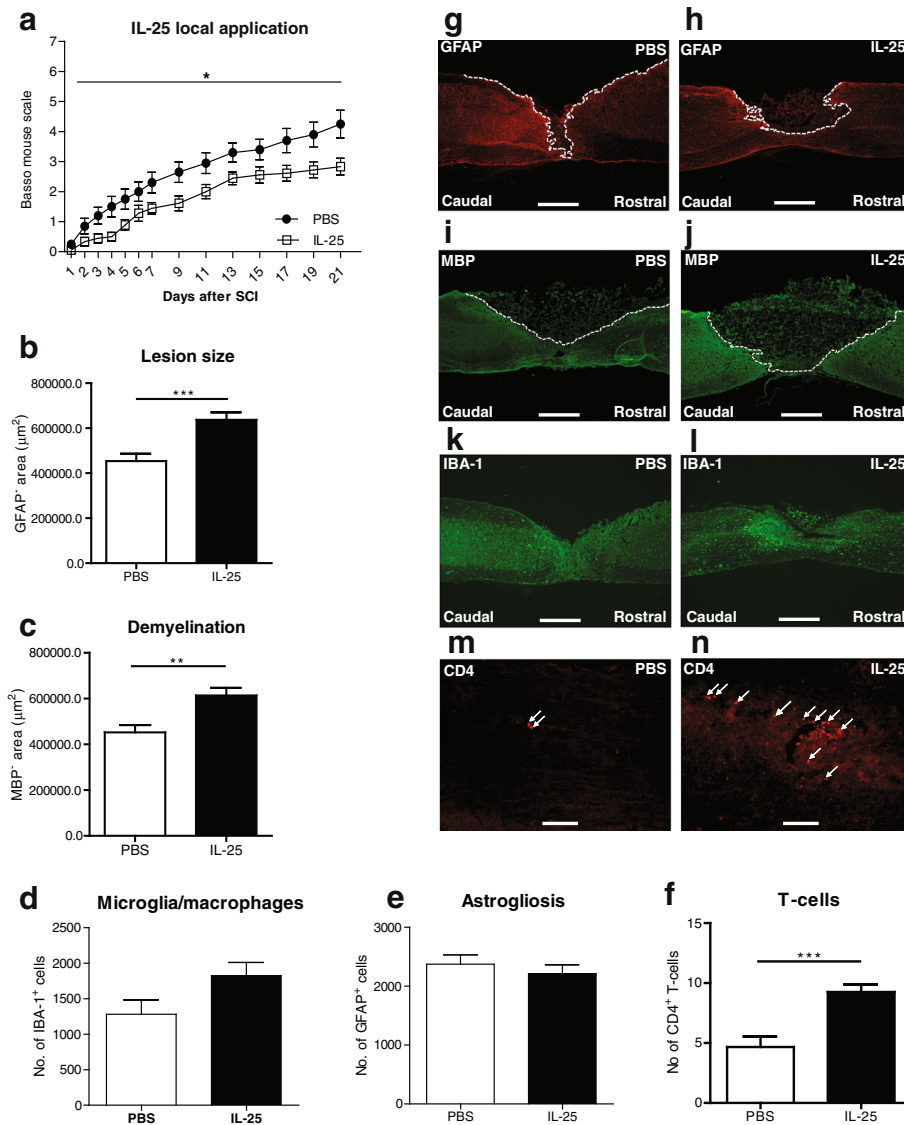 a
IL-25 local application
7
6
5
4
3
2
1
0
Basso mouse scale
*
PBS
IL-25
1 2 3 4 5 6 7 9 11 13 15 17 19 21
Days after SCI
b
Lesion size
800000.0
600000.0
400000.0
200000.0
0.0
GFAP⁻ area (μm²)
***
PBS IL-25
c
Demyelination
800000.0
600000.0
400000.0
200000.0
0.0
MBP⁻ area (μm²)
**
PBS IL-25
g
GFAP PBS
Caudal Rostral
h
GFAP IL-25
Caudal Rostral
i
MBP PBS
Caudal Rostral
j
MBP IL-25
Caudal Rostral
k
IBA-1 PBS
Caudal Rostral
l
IBA-1 IL-25
Caudal Rostral
m
CD4 PBS
n
CD4 IL-25
d
Microglia/macrophages
2500
2000
1500
1000
500
0
No. of IBA-1⁺ cells
PBS IL-25
e
Astrogliosis
3000
2000
1000
0
No. of GFAP⁺ cells
PBS IL-25
f
T-cells
15
10
5
0
No of CD4⁺ T-cells
***
PBS IL-25